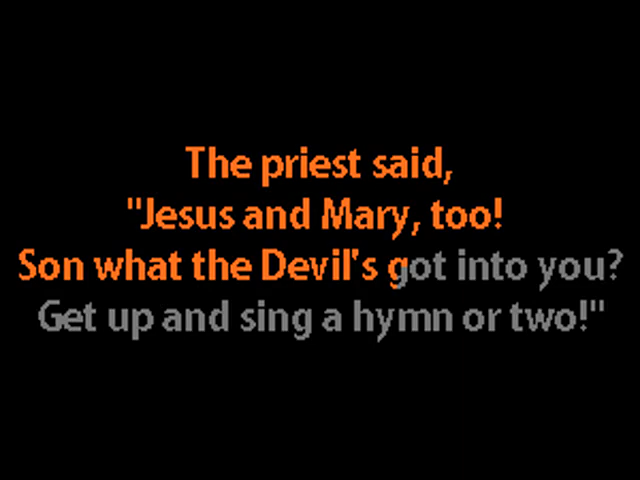 The priest said,
"Jesus and Mary, too!
Son what the Devil's got into you?
Get up and sing a hymn or two!"